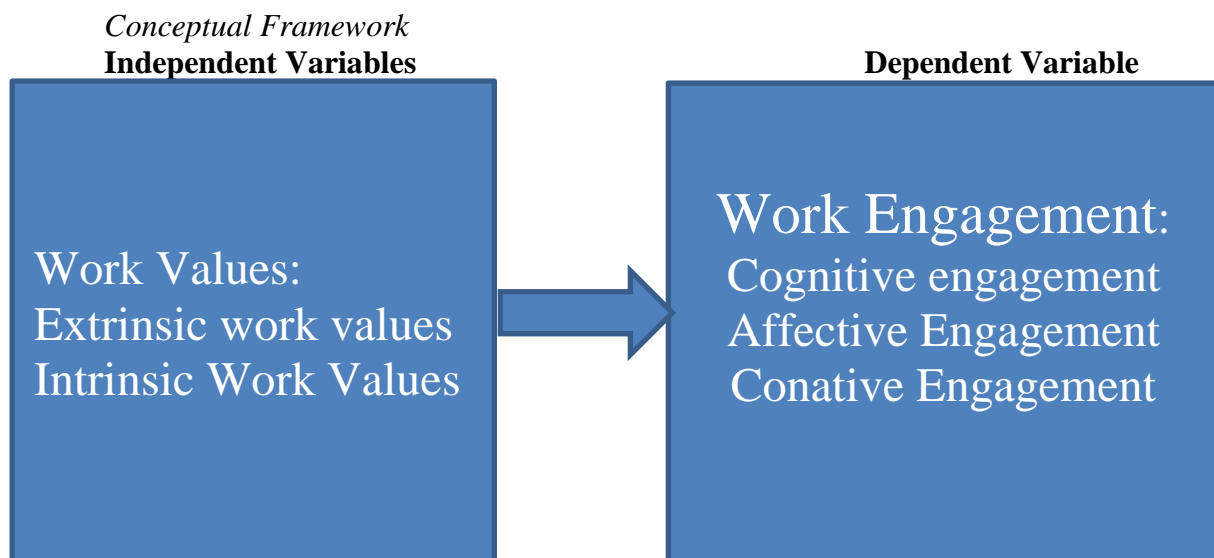 Conceptual Framework
Independent Variables
Dependent Variable
Work Values:
Extrinsic work values
Intrinsic Work Values
Work Engagement:
Cognitive engagement
Affective Engagement
Conative Engagement